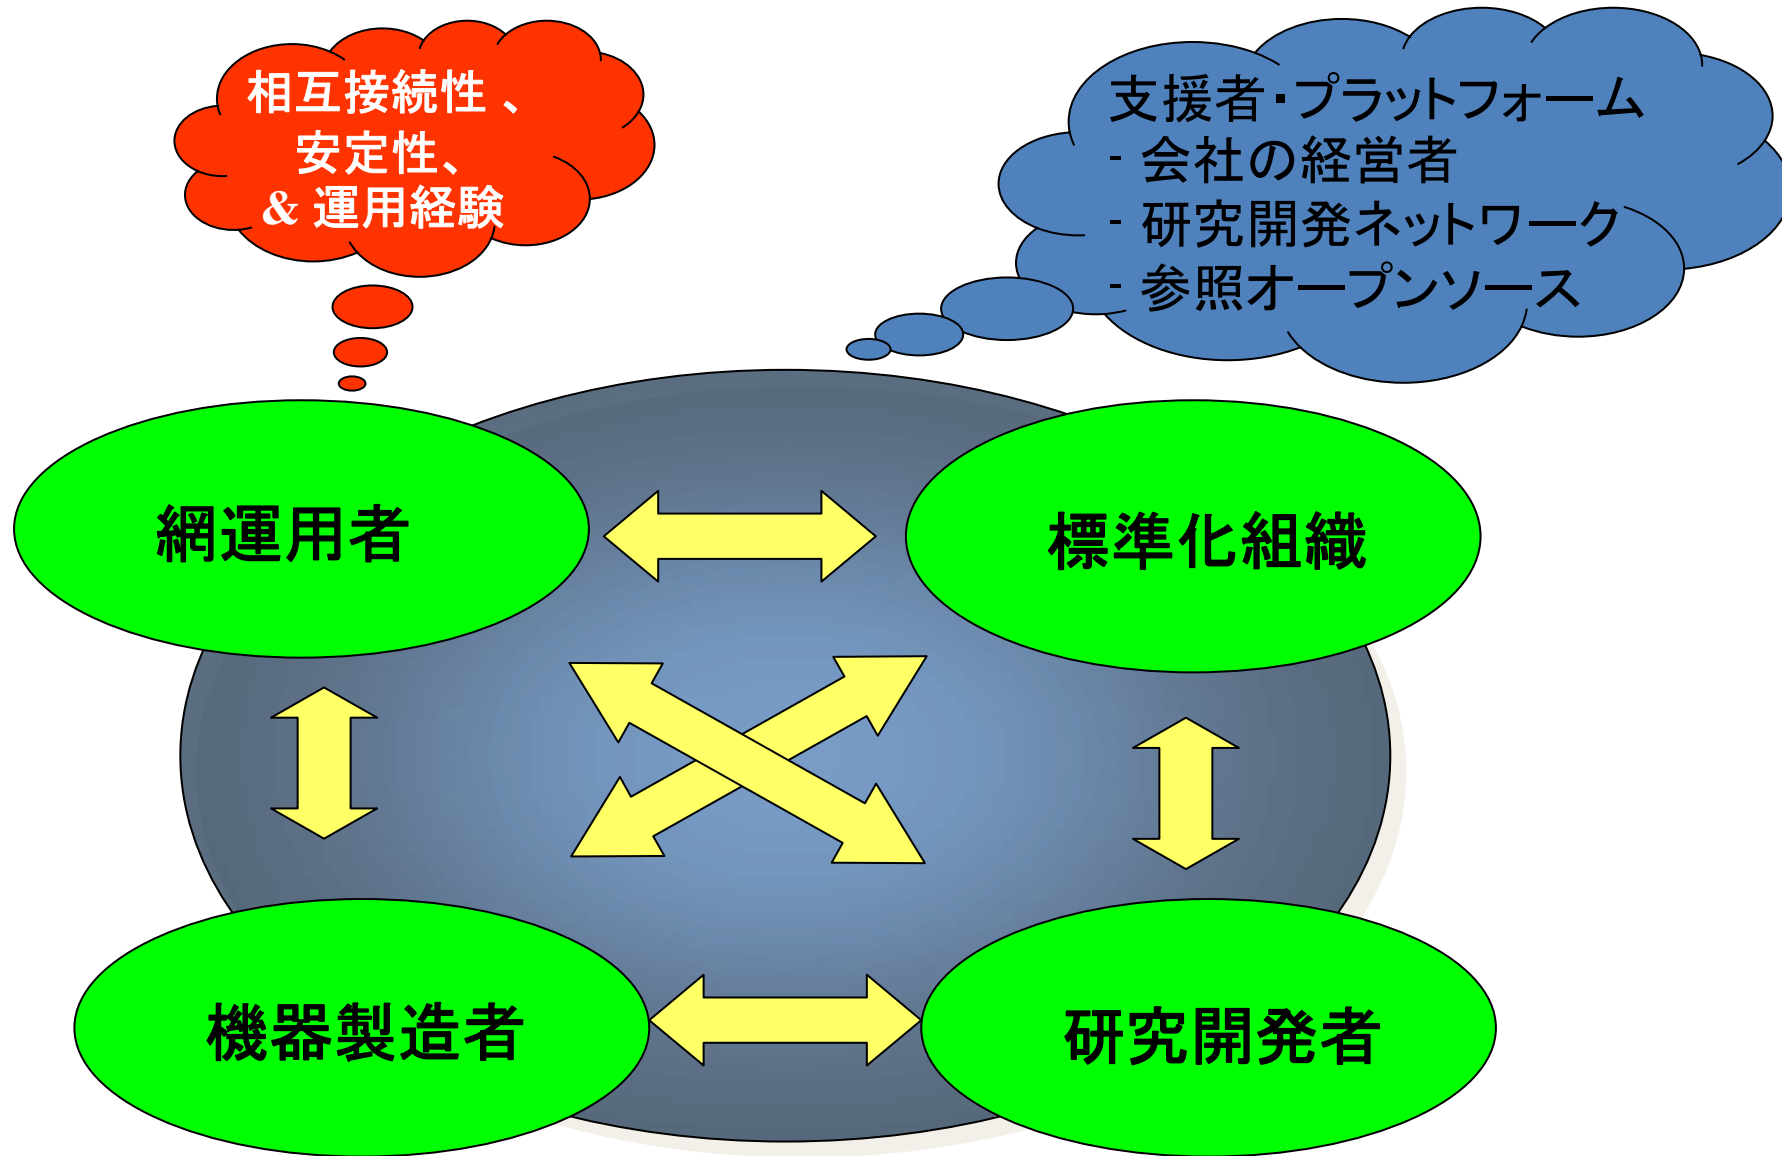 相互接続性 、
安定性、
& 運用経験
支援者・プラットフォーム
- 会社の経営者
- 研究開発ネットワーク
- 参照オープンソース
網運用者
標準化組織
機器製造者
研究開発者